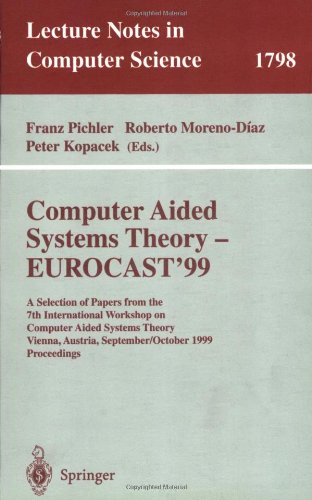 Lecture Notes in
Computer Science 1798
Franz Pichler Roberto Moreno-Díaz
Peter Kopacek (Eds.)
Computer Aided
Systems Theory –
EUROCAST'99
A Selection of Papers from the
7th International Workshop on
Computer Aided Systems Theory
Vienna, Austria, September/October 1999
Proceedings
Springer